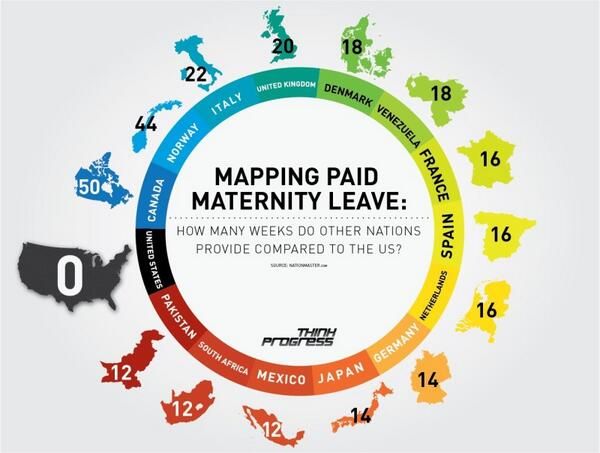 MAPPING PAID
MATERNITY LEAVE:
HOW MANY WEEKS DO OTHER NATIONS
PROVIDE COMPARED TO THE US?
SOURCE: NATIONMASTER.com
THINK
PROGRESS
UNITED STATES
0
CANADA
50
NORWAY
44
ITALY
22
UNITED KINGDOM
20
DENMARK
18
VENEZUELA
18
FRANCE
16
SPAIN
16
NETHERLANDS
16
GERMANY
14
JAPAN
14
MEXICO
12
SOUTH AFRICA
12
PAKISTAN
12